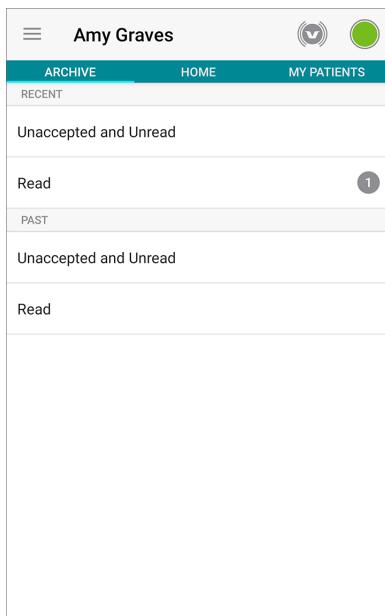 Amy Graves
ARCHIVE HOME MY PATIENTS
RECENT
Unaccepted and Unread
Read 1
PAST
Unaccepted and Unread
Read